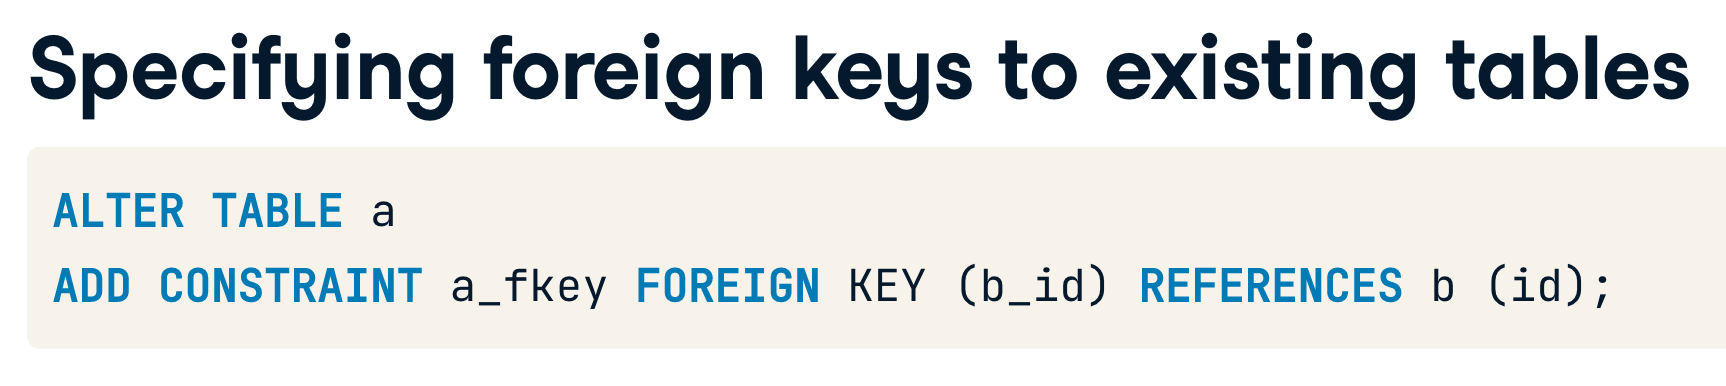 Specifying foreign keys to existing tables
ALTER TABLE a
ADD CONSTRAINT a_fkey FOREIGN KEY (b_id) REFERENCES b (id);